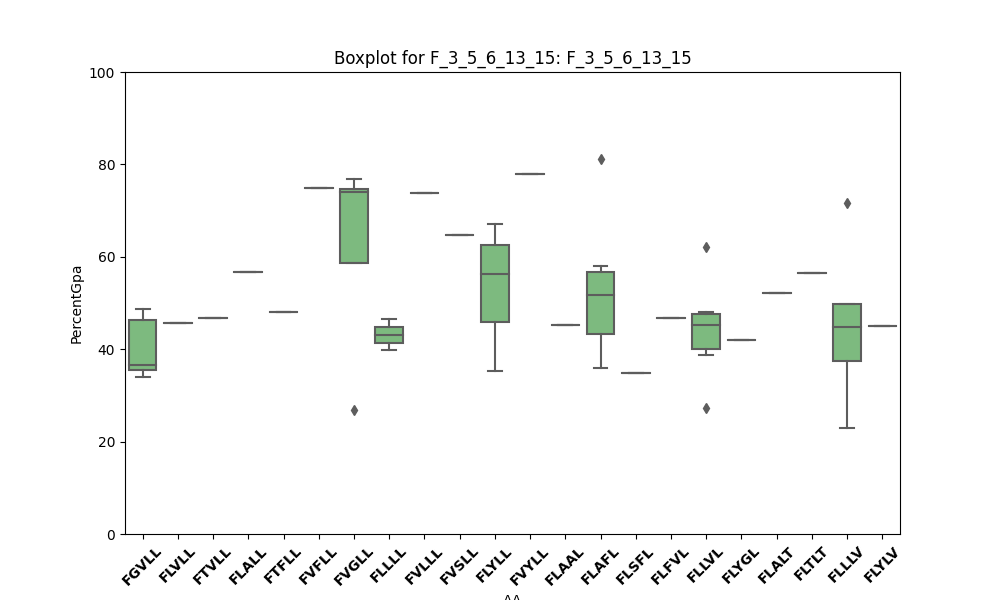 Boxplot for F_3_5_6_13_15: F_3_5_6_13_15
100
80
60
40
20
0
PercentGpa
FGVLL FLVLL FTVLL FLALL FTFLL FVFLL FVGLL FLLLL FVLLL FVSLL FLYLL FVYLL FLAAL FLAFL FLSFL FLFVL FLLVL FLYGL FLALT FLTLT FLLLV FLYLV
AA